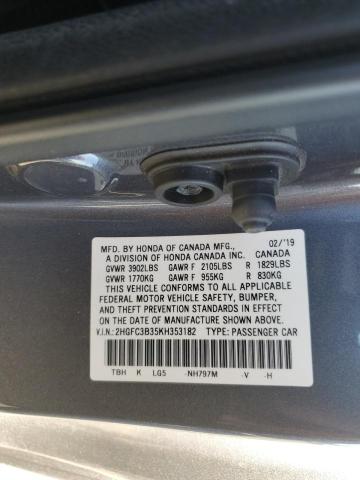 MFD. BY HONDA OF CANADA MFG., 02/'19
A DIVISION OF HONDA CANADA INC. CANADA
GVWR 3902LBS GAWR F 2105LBS R 1829LBS
GVWR 1770KG GAWR F 955KG R 830KG
THIS VEHICLE CONFORMS TO ALL APPLICABLE
FEDERAL MOTOR VEHICLE SAFETY, BUMPER,
AND THEFT PREVENTION STANDARDS IN EFFECT
ON THE DATE OF MANUFACTURE SHOWN ABOVE.
V.I.N.: 2HGFC3B35KH353182 TYPE: PASSENGER CAR
TBH K LG5 -NH797M -V -H